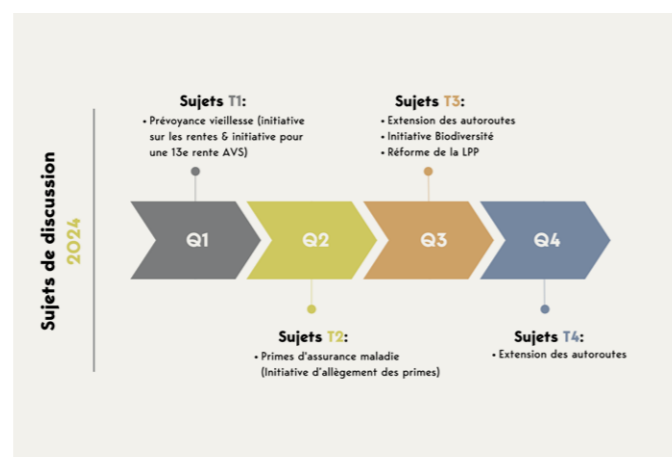 Sujets de discussion
2024
Sujets T1:
• Prévoyance vieillesse (initiative
sur les rentes & initiative pour
une 13e rente AVS)
Sujets T3:
• Extension des autoroutes
• Initiative Biodiversité
• Réforme de la LPP
Q1
Q2
Q3
Q4
Sujets T2:
• Primes d'assurance maladie
(Initiative d'allègement des primes)
Sujets T4:
• Extension des autoroutes